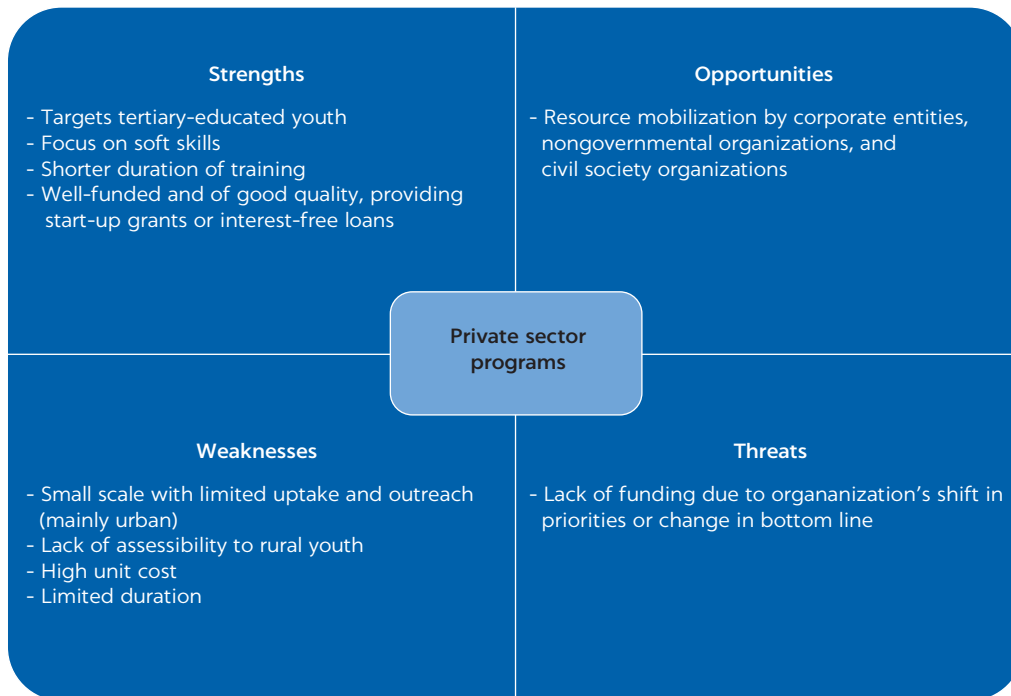 Strengths
- Targets tertiary-educated youth
- Focus on soft skills
- Shorter duration of training
- Well-funded and of good quality, providing
start-up grants or interest-free loans
Opportunities
- Resource mobilization by corporate entities,
nongovernmental organizations, and
civil society organizations
Private sector
programs
Weaknesses
- Small scale with limited uptake and outreach
(mainly urban)
- Lack of assessibility to rural youth
- High unit cost
- Limited duration
Threats
- Lack of funding due to organanization’s shift in
priorities or change in bottom line